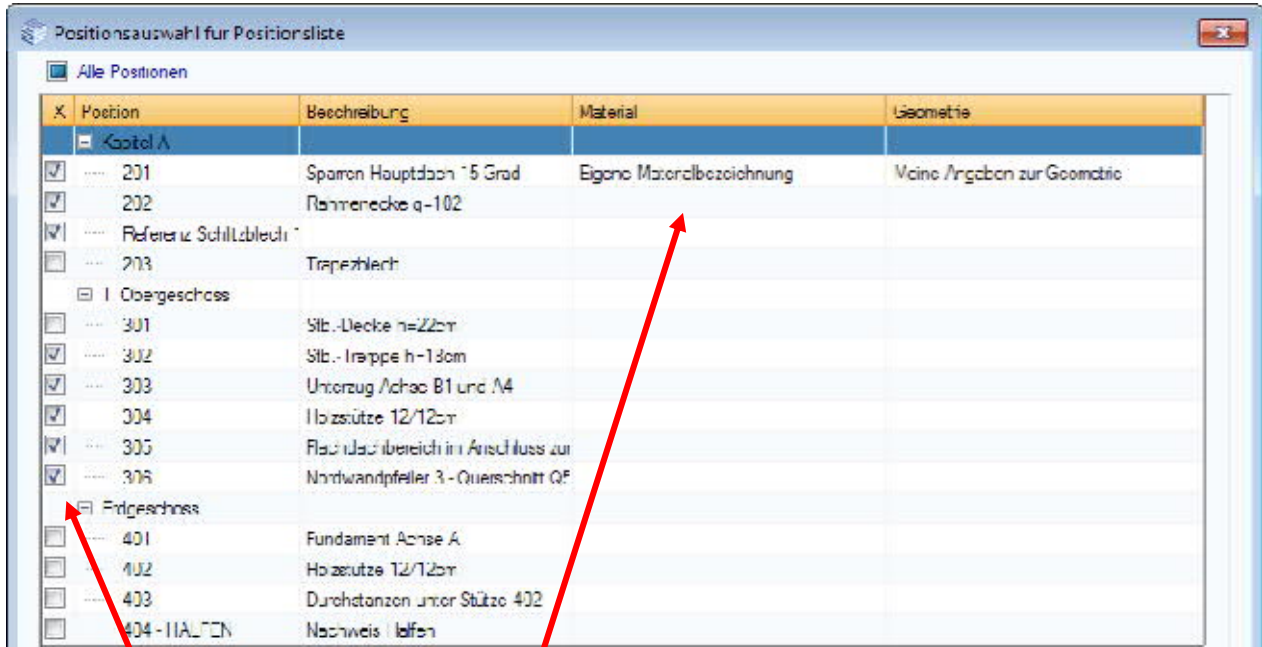 Positionsauswahl für Positionsliste
Alle Positionen
X Position Beschreibung Material Geometrie
Kapitel A
201 Sparren Hauptdach 15 Grad Eigene Materialbezeichnung Meine Angaben zur Geometrie
202 Rahmenecke q=102
Referenz Schlitzblech
203 Trapezblech
1. Obergeschoss
301 Stb.-Decke h=22cm
302 Stb.-Treppe h=18cm
303 Unterzug Achse B1 und A4
304 Holzstütze 12/12cm
305 Flachdachbereich im Anschluss zur
306 Nordwandpfeiler 3 - Querschnitt Q5
Erdgeschoss
401 Fundament Achse A
402 Holzstütze 12/12cm
403 Durchstanzen unter Stütze 402
404 - HALFEN Nachweis Halfen